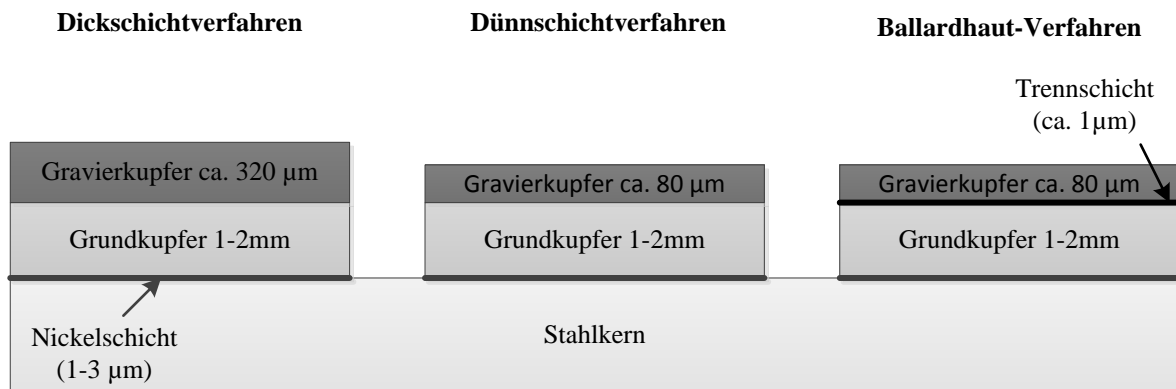 Dickschichtverfahren
Dünnschichtverfahren
Ballardhaut-Verfahren
Trennschicht
(ca. 1µm)
Gravierkupfer ca. 320 µm
Gravierkupfer ca. 80 µm
Gravierkupfer ca. 80 µm
Grundkupfer 1-2mm
Grundkupfer 1-2mm
Grundkupfer 1-2mm
Nickelschicht
(1-3 µm)
Stahlkern